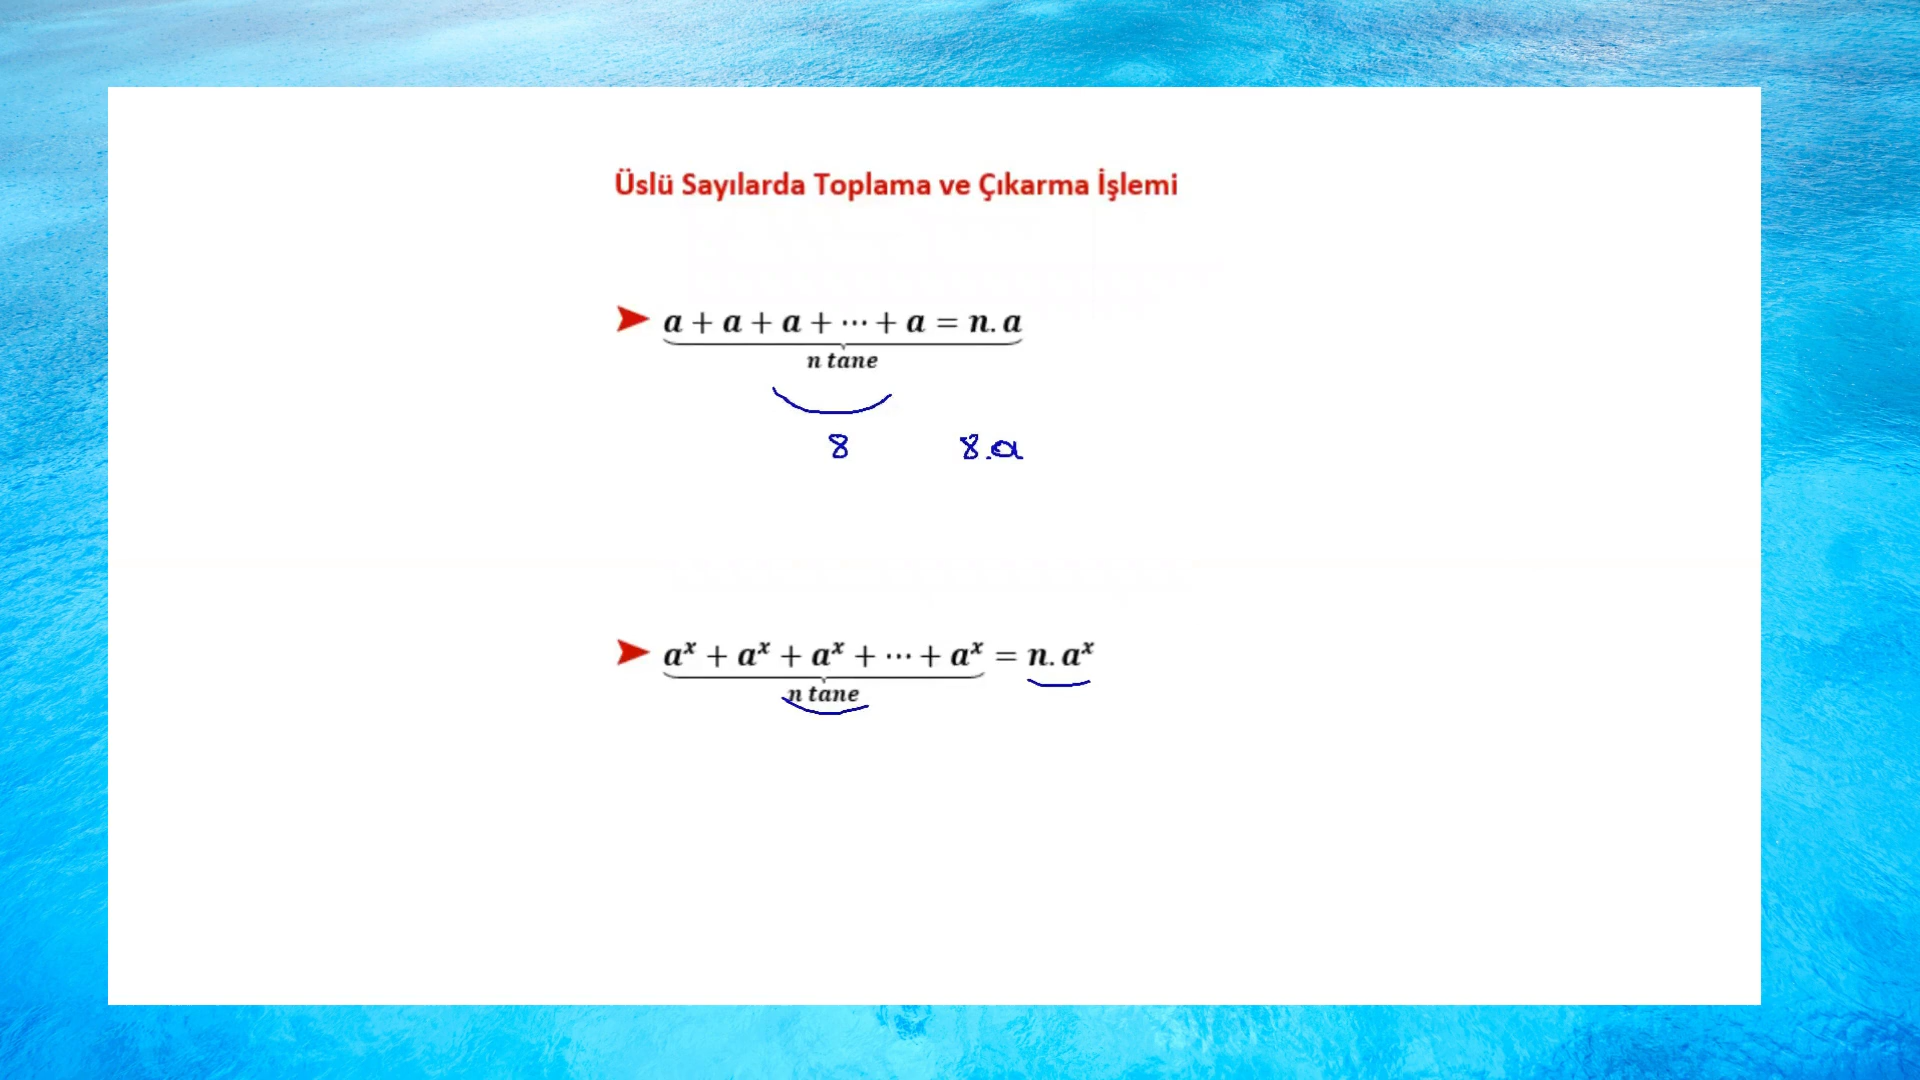 Üslü Sayılarda Toplama ve Çıkarma İşlemi
a + a + a + ⋯ + a = n. a
n tane
8 8.a
aˣ + aˣ + aˣ + ⋯ + aˣ = n. aˣ
n tane